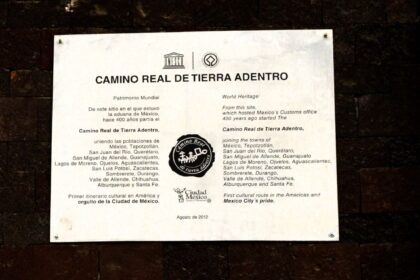 CAMINO REAL DE TIERRA ADENTRO
Patrimonio Mundial
De este sitio en el que estuvo
la aduana de México,
hace 400 años partía el
Camino Real de Tierra Adentro,
uniendo las poblaciones de
México, Tepotzotlán,
San Juan del Río, Querétaro,
San Miguel de Allende, Guanajuato,
Lagos de Moreno, Ojuelos, Aguascalientes,
San Luis Potosí, Zacatecas,
Sombrerete, Durango,
Valle de Allende, Chihuahua,
Alburquerque y Santa Fe.
Primer itinerario cultural en América y
orgullo de la Ciudad de México.
World Heritage
From this site,
which hosted Mexico's Customs office
400 years ago started The
Camino Real de Tierra Adentro,
joining the towns of
México, Tepotzotlán,
San Juan del Río, Querétaro,
San Miguel de Allende, Guanajuato,
Lagos de Moreno, Ojuelos, Aguascalientes,
San Luis Potosí, Zacatecas,
Sombrerete, Durango,
Valle de Allende, Chihuahua,
Alburquerque and Santa Fe.
First cultural route in the Americas and
Mexico City's pride.
Camino Real
de Tierra Adentro
Ciudad
México
Agosto de 2012